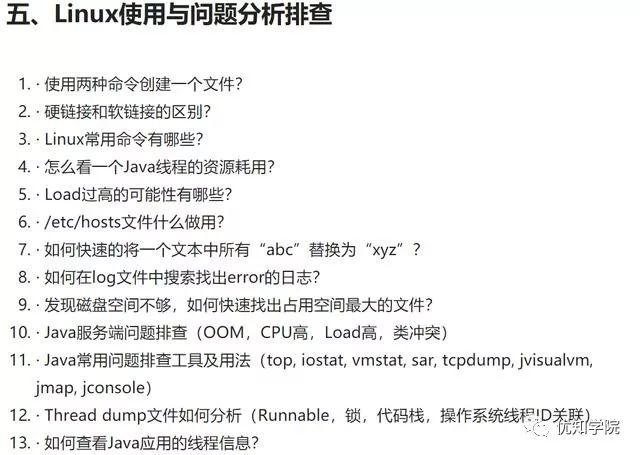 五、Linux使用与问题分析排查
1. · 使用两种命令创建一个文件？
2. · 硬链接和软链接的区别？
3. · Linux常用命令有哪些？
4. · 怎么看一个Java线程的资源耗用？
5. · Load过高的可能性有哪些？
6. · /etc/hosts文件什么做用？
7. · 如何快速的将一个文本中所有“abc”替换为“xyz”？
8. · 如何在log文件中搜索找出error的日志？
9. · 发现磁盘空间不够，如何快速找出占用空间最大的文件？
10. · Java服务端问题排查（OOM，CPU高，Load高，类冲突）
11. · Java常用问题排查工具及用法（top, iostat, vmstat, sar, tcpdump, jvisualvm,
jmap, jconsole）
12. · Thread dump文件如何分析（Runnable，锁，代码栈，操作系统线程ID关联）
13. · 如何查看Java应用的线程信息？
优知学院